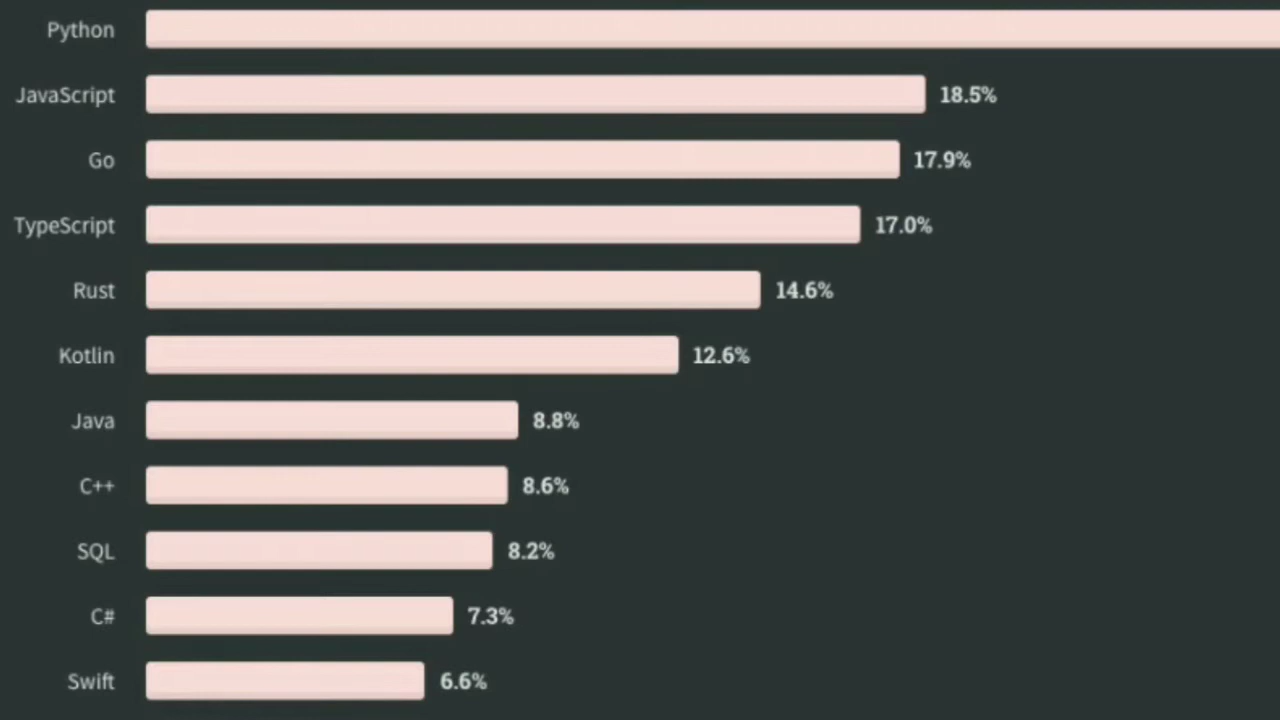 Python
JavaScript 18.5%
Go 17.9%
TypeScript 17.0%
Rust 14.6%
Kotlin 12.6%
Java 8.8%
C++ 8.6%
SQL 8.2%
C# 7.3%
Swift 6.6%